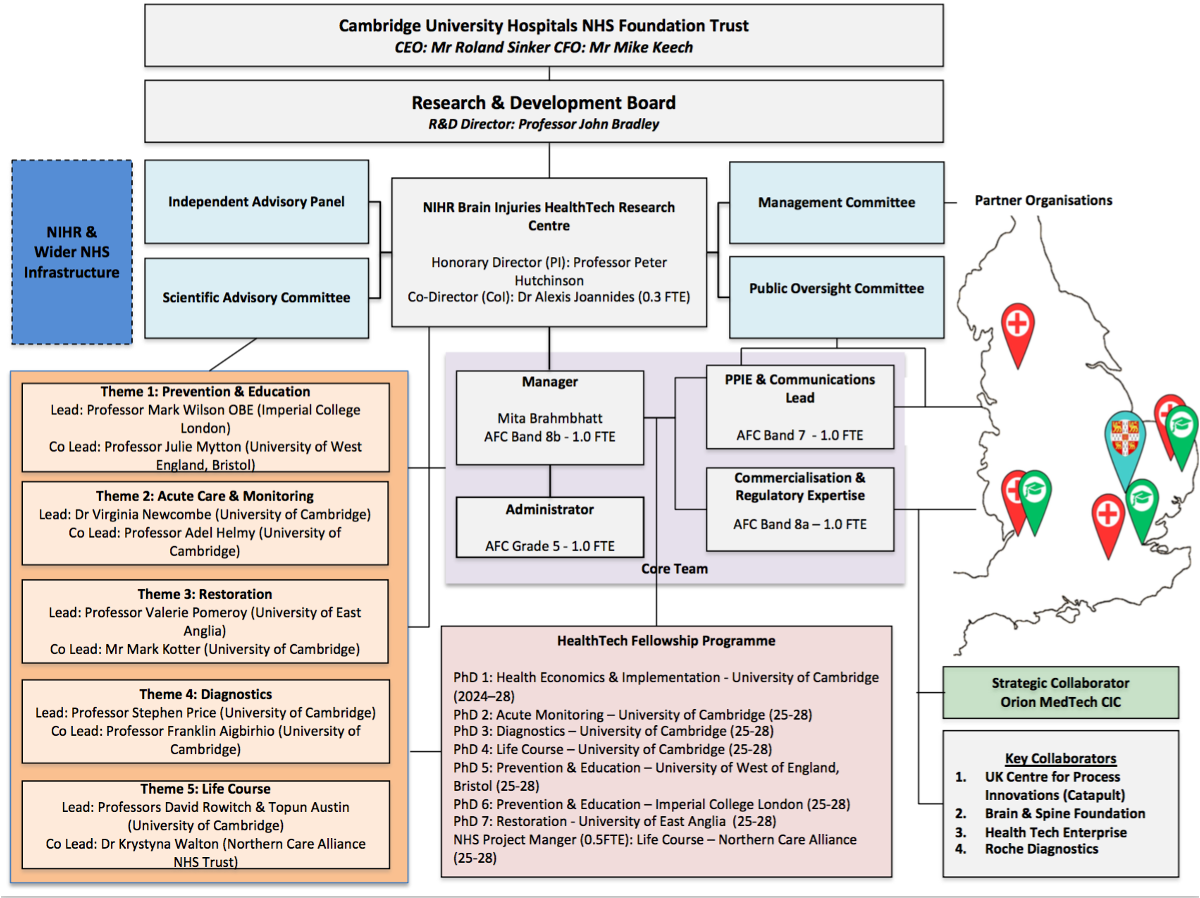 Cambridge University Hospitals NHS Foundation Trust
CEO: Mr Roland Sinker CFO: Mr Mike Keech
Research & Development Board
R&D Director: Professor John Bradley
NIHR &
Wider NHS
Infrastructure
Independent Advisory Panel
Scientific Advisory Committee
NIHR Brain Injuries HealthTech Research
Centre
Honorary Director (PI): Professor Peter
Hutchinson
Co-Director (CoI): Dr Alexis Joannides (0.3 FTE)
Management Committee
Public Oversight Committee
Partner Organisations
Theme 1: Prevention & Education
Lead: Professor Mark Wilson OBE (Imperial College
London)
Co Lead: Professor Julie Mytton (University of West
England, Bristol)
Theme 2: Acute Care & Monitoring
Lead: Dr Virginia Newcombe (University of Cambridge)
Co Lead: Professor Adel Helmy (University of
Cambridge)
Theme 3: Restoration
Lead: Professor Valerie Pomeroy (University of East
Anglia)
Co Lead: Mr Mark Kotter (University of Cambridge)
Theme 4: Diagnostics
Lead: Professor Stephen Price (University of Cambridge)
Co Lead: Professor Franklin Aigbirhio (University of
Cambridge)
Theme 5: Life Course
Lead: Professors David Rowitch & Topun Austin
(University of Cambridge)
Co Lead: Dr Krystyna Walton (Northern Care Alliance
NHS Trust)
Manager
Mita Brahmbhatt
AFC Band 8b - 1.0 FTE
Administrator
AFC Grade 5 - 1.0 FTE
PPIE & Communications
Lead
AFC Band 7 - 1.0 FTE
Commercialisation &
Regulatory Expertise
AFC Band 8a – 1.0 FTE
Core Team
HealthTech Fellowship Programme
PhD 1: Health Economics & Implementation - University of Cambridge
(2024–28)
PhD 2: Acute Monitoring – University of Cambridge (25-28)
PhD 3: Diagnostics – University of Cambridge (25-28)
PhD 4: Life Course – University of Cambridge (25-28)
PhD 5: Prevention & Education – University of West of England,
Bristol (25-28)
PhD 6: Prevention & Education – Imperial College London (25-28)
PhD 7: Restoration - University of East Anglia (25-28)
NHS Project Manger (0.5FTE): Life Course – Northern Care Alliance
(25-28)
Strategic Collaborator
Orion MedTech CIC
Key Collaborators
1. UK Centre for Process
Innovations (Catapult)
2. Brain & Spine Foundation
3. Health Tech Enterprise
4. Roche Diagnostics